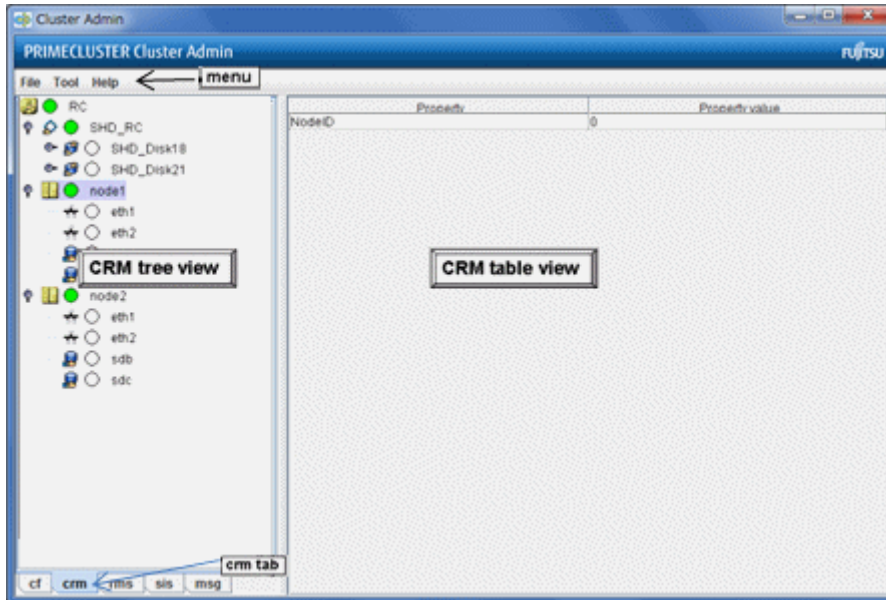 Cluster Admin
PRIMECLUSTER Cluster Admin
FUJITSU
File Tool Help
menu
RC
SHD_RC
SHD_Disk18
SHD_Disk21
node1
eth1
eth2
CRM tree view
node2
eth1
eth2
sdb
sdc
Property Property value
NodeID 0
CRM table view
crm tab
cf crm rms sis msg